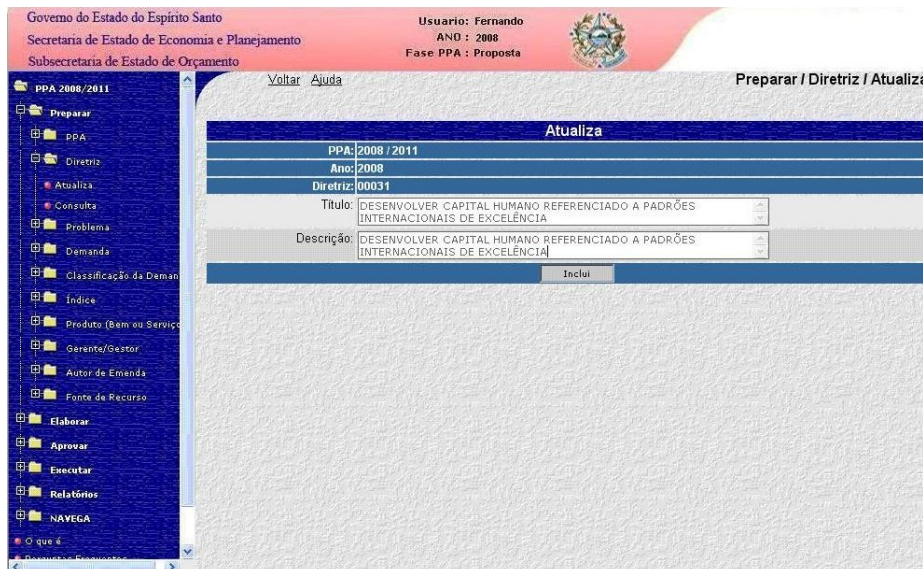 Governo do Estado do Espírito Santo
Secretaria de Estado de Economia e Planejamento
Subsecretaria de Estado de Orçamento
Usuario: Fernando
ANO : 2008
Fase PPA : Proposta
Voltar Ajuda
Preparar / Diretriz / Atualiza
PPA 2008/2011
Preparar
PPA
Diretriz
Atualiza
Consulta
Problema
Demanda
Classificação da Deman
Índice
Produto (Bem ou Serviço
Gerente/Gestor
Autor de Emenda
Fonte de Recurso
Elaborar
Aprovar
Executar
Relatórios
NAVEGA
O que é
Perguntas Frequentes
Atualiza
PPA: 2008 / 2011
Ano: 2008
Diretriz: 00031
Título: DESENVOLVER CAPITAL HUMANO REFERENCIADO A PADRÕES
INTERNACIONAIS DE EXCELÊNCIA
Descrição: DESENVOLVER CAPITAL HUMANO REFERENCIADO A PADRÕES
INTERNACIONAIS DE EXCELÊNCIA
Inclui